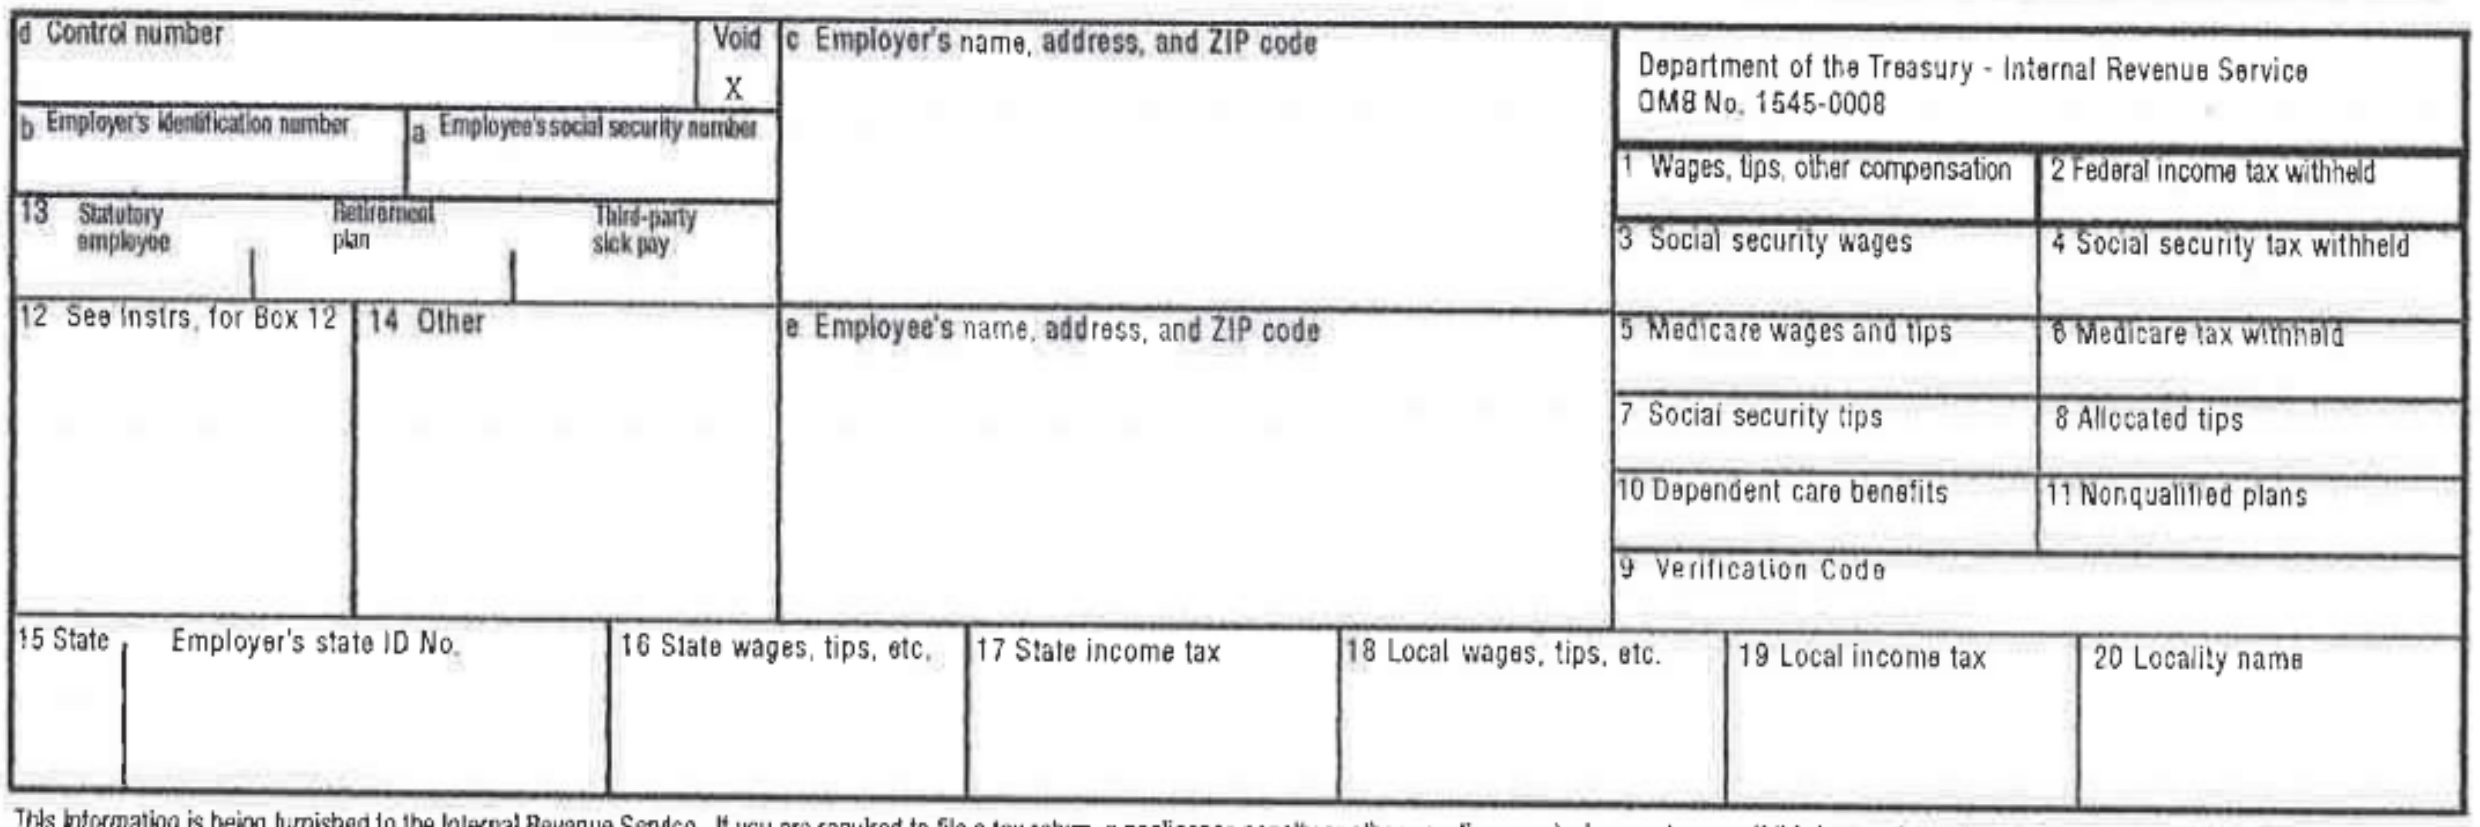 d Control number
Void
X
c Employer's name, address, and ZIP code
Department of the Treasury - Internal Revenue Service
OMB No. 1545-0008
b Employer's identification number
a Employee's social security number
1 Wages, tips, other compensation
2 Federal income tax withheld
13 Statutory employee
Retirement plan
Third-party sick pay
3 Social security wages
4 Social security tax withheld
12 See Instrs, for Box 12
14 Other
e Employee's name, address, and ZIP code
5 Medicare wages and tips
6 Medicare tax withheld
7 Social security tips
8 Allocated tips
10 Dependent care benefits
11 Nonqualified plans
9 Verification Code
15 State
Employer's state ID No.
16 State wages, tips, etc.
17 State income tax
18 Local wages, tips, etc.
19 Local income tax
20 Locality name
This information is being furnished to the Internal Revenue Service. If you are required to file a tax return, a negligence penalty or other